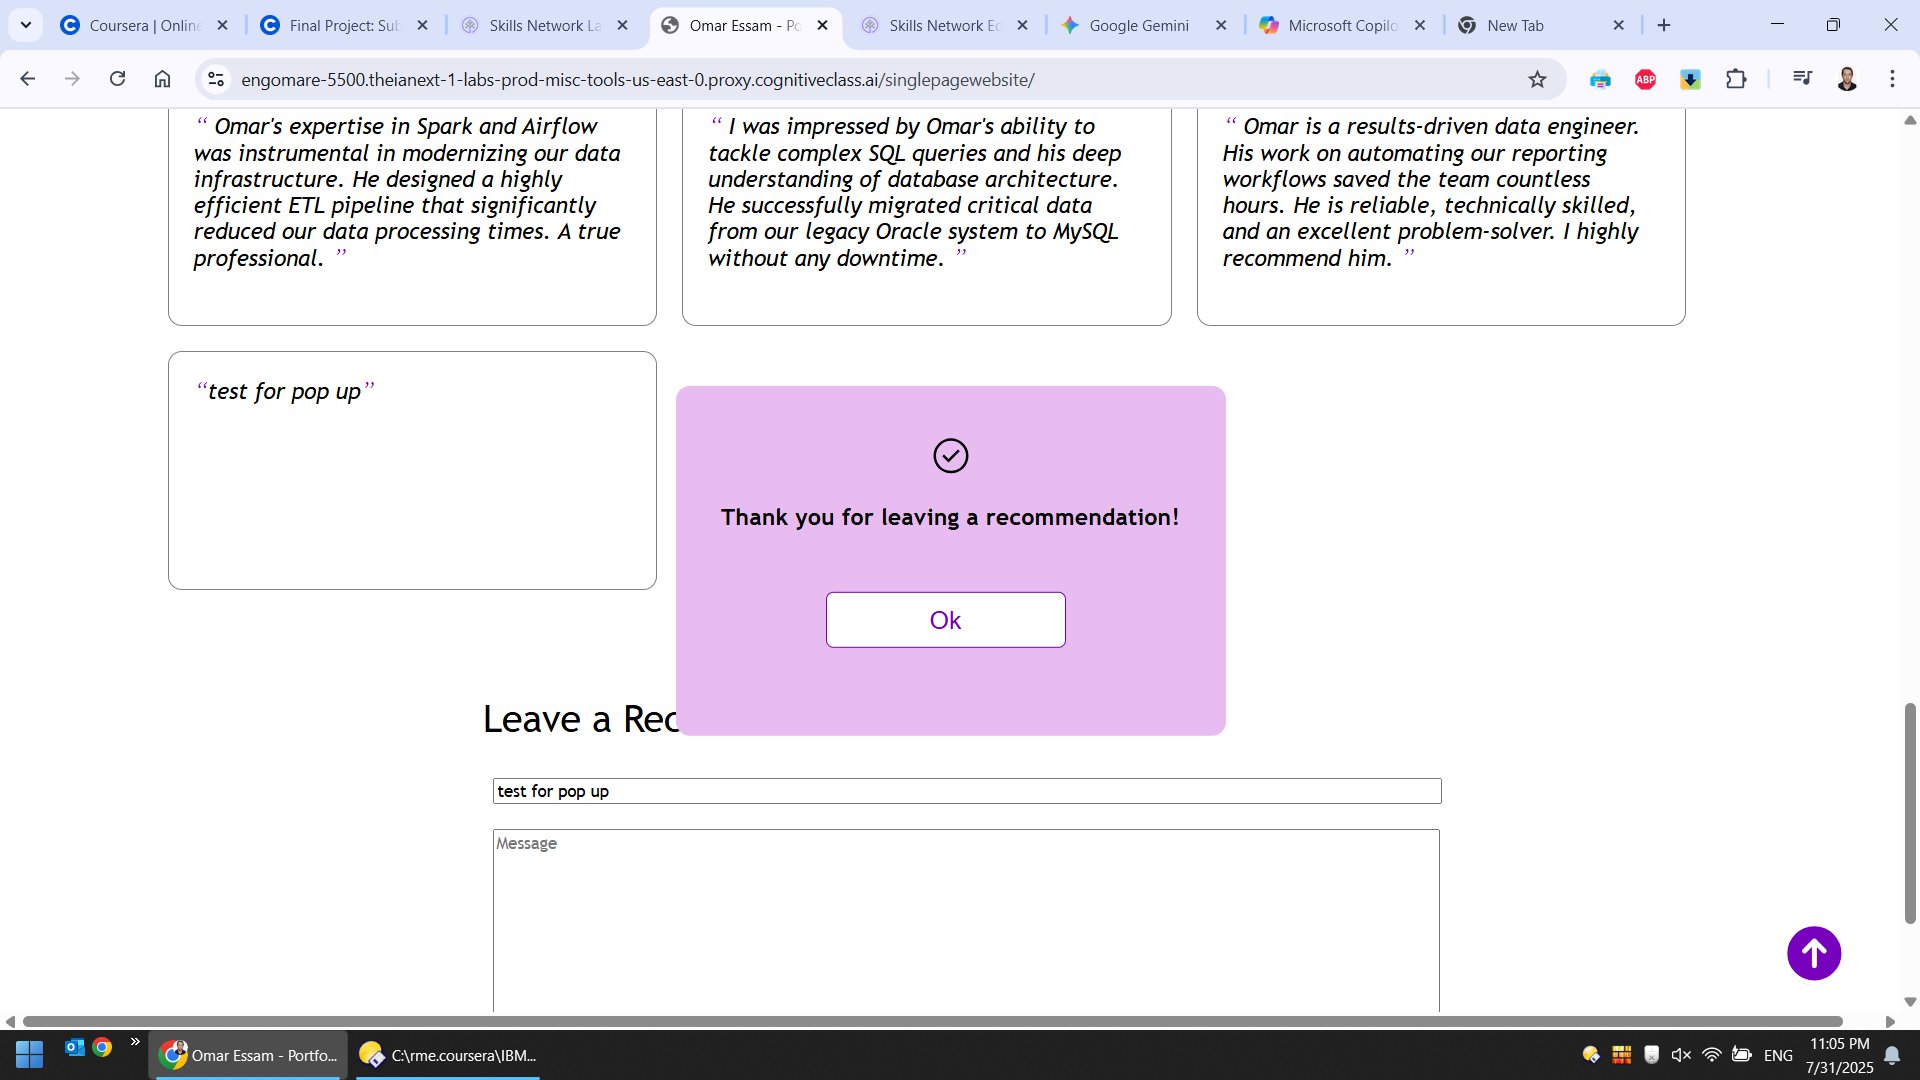 Coursera | Online
Final Project: Sub
Skills Network La
Omar Essam - Po
Skills Network Ed
Google Gemini
Microsoft Copilo
New Tab
engomare-5500.theianext-1-labs-prod-misc-tools-us-east-0.proxy.cognitiveclass.ai/singlepagewebsite/
ABP
“ Omar's expertise in Spark and Airflow
was instrumental in modernizing our data
infrastructure. He designed a highly
efficient ETL pipeline that significantly
reduced our data processing times. A true
professional. ”
“ I was impressed by Omar's ability to
tackle complex SQL queries and his deep
understanding of database architecture.
He successfully migrated critical data
from our legacy Oracle system to MySQL
without any downtime. ”
“ Omar is a results-driven data engineer.
His work on automating our reporting
workflows saved the team countless
hours. He is reliable, technically skilled,
and an excellent problem-solver. I highly
recommend him. ”
“test for pop up”
Thank you for leaving a recommendation!
Ok
Leave a Rec
test for pop up
Message
Omar Essam - Portfo...
C:\rme.coursera\IBM...
ENG
11:05 PM
7/31/2025